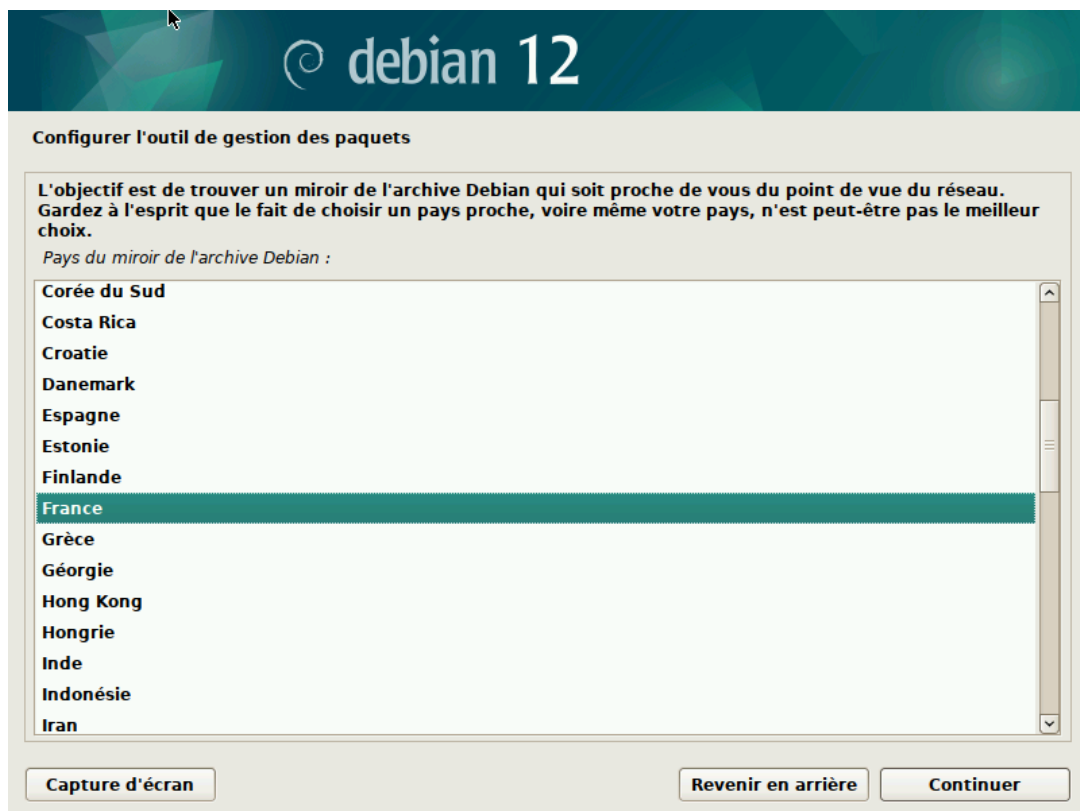 debian 12
Configurer l'outil de gestion des paquets
L'objectif est de trouver un miroir de l'archive Debian qui soit proche de vous du point de vue du réseau.
Gardez à l'esprit que le fait de choisir un pays proche, voire même votre pays, n'est peut-être pas le meilleur
choix.
Pays du miroir de l'archive Debian :
Corée du Sud
Costa Rica
Croatie
Danemark
Espagne
Estonie
Finlande
France
Grèce
Géorgie
Hong Kong
Hongrie
Inde
Indonésie
Iran
Capture d'écran
Revenir en arrière
Continuer